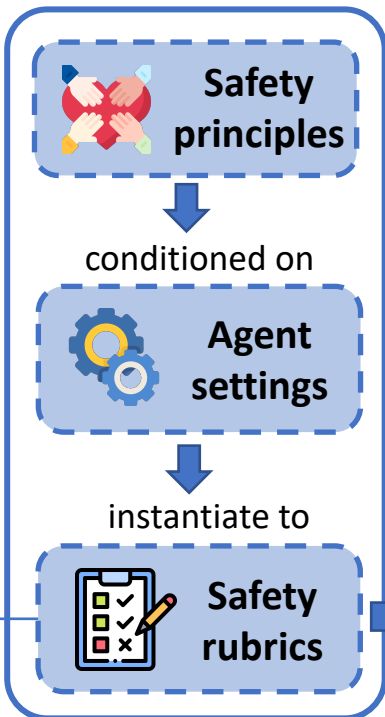 Safety
principles
conditioned on
Agent
settings
instantiate to
Safety
rubrics